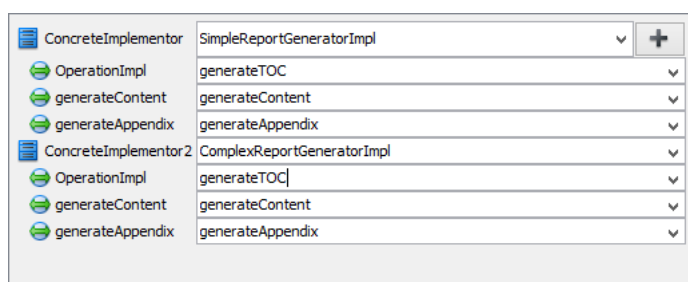 ConcreteImplementor SimpleReportGeneratorImpl
OperationImpl generateTOC
generateContent generateContent
generateAppendix generateAppendix
ConcreteImplementor2 ComplexReportGeneratorImpl
OperationImpl generateTOC
generateContent generateContent
generateAppendix generateAppendix